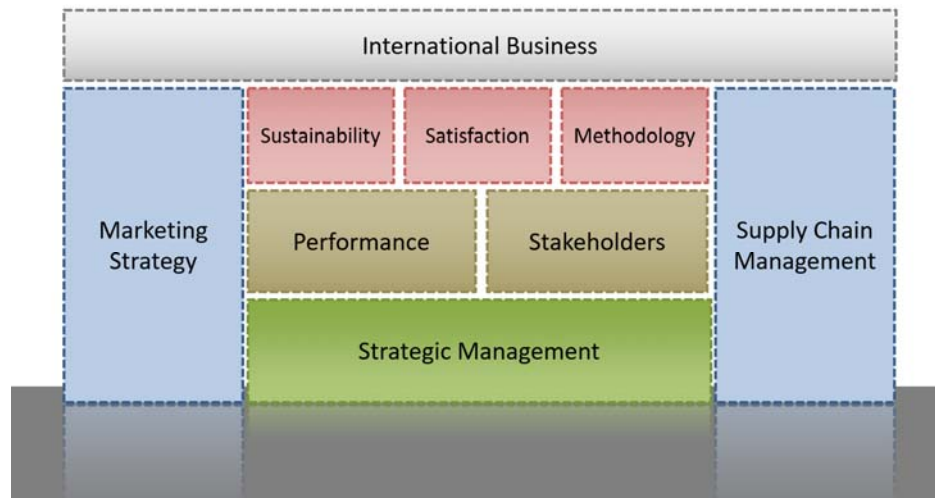 International Business
Sustainability
Satisfaction
Methodology
Marketing
Strategy
Performance
Stakeholders
Supply Chain
Management
Strategic Management